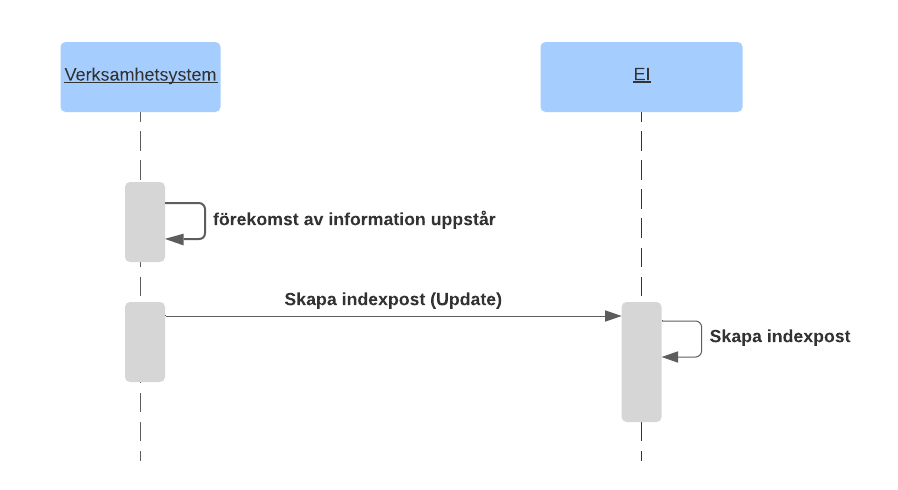 Verksamhetsystem
EI
förekomst av information uppstår
Skapa indexpost (Update)
Skapa indexpost